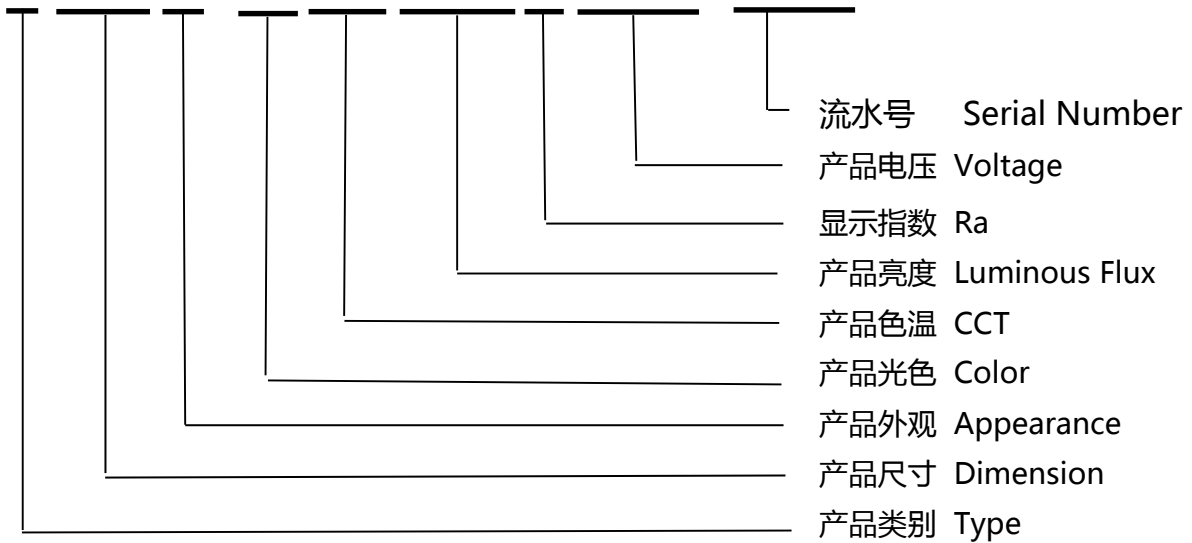 流水号 Serial Number
产品电压 Voltage
显示指数 Ra
产品亮度 Luminous Flux
产品色温 CCT
产品光色 Color
产品外观 Appearance
产品尺寸 Dimension
产品类别 Type